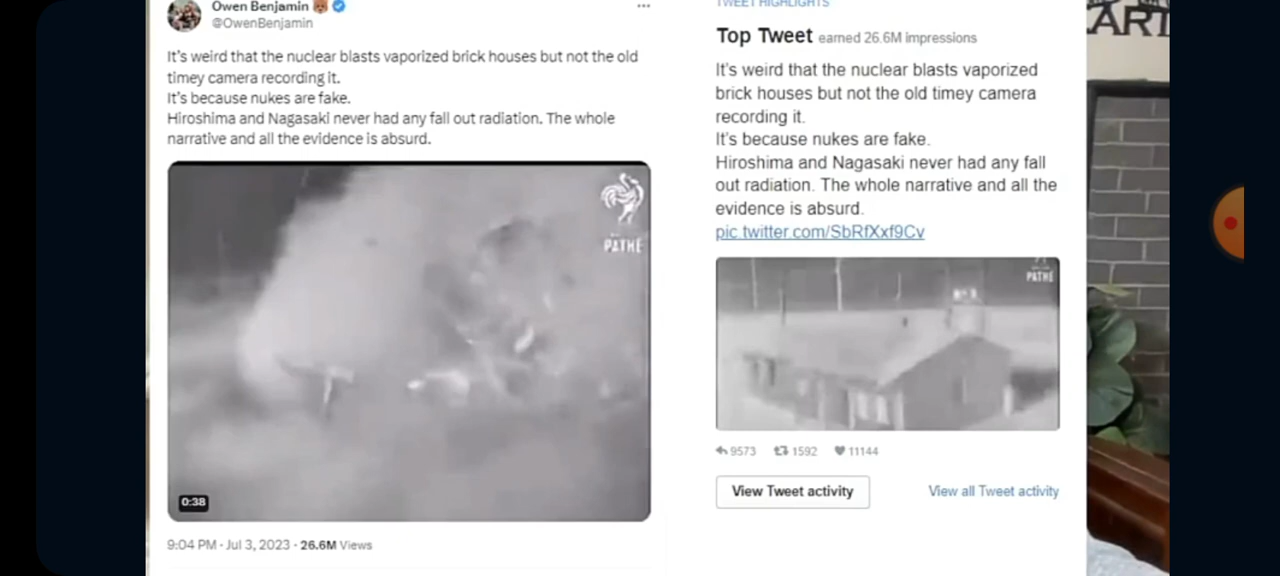 Owen Benjamin
@OwenBenjamin
It's weird that the nuclear blasts vaporized brick houses but not the old
timey camera recording it.
It's because nukes are fake.
Hiroshima and Nagasaki never had any fall out radiation. The whole
narrative and all the evidence is absurd.
PATHÉ
0:38
9:04 PM · Jul 3, 2023 · 26.6M Views
TWEET HIGHLIGHTS
Top Tweet earned 26.6M impressions
It's weird that the nuclear blasts vaporized
brick houses but not the old timey camera
recording it.
It's because nukes are fake.
Hiroshima and Nagasaki never had any fall
out radiation. The whole narrative and all the
evidence is absurd.
pic.twitter.com/SbRfXxf9Cv
PATHÉ
9573 1592 11144
View Tweet activity
View all Tweet activity
ART